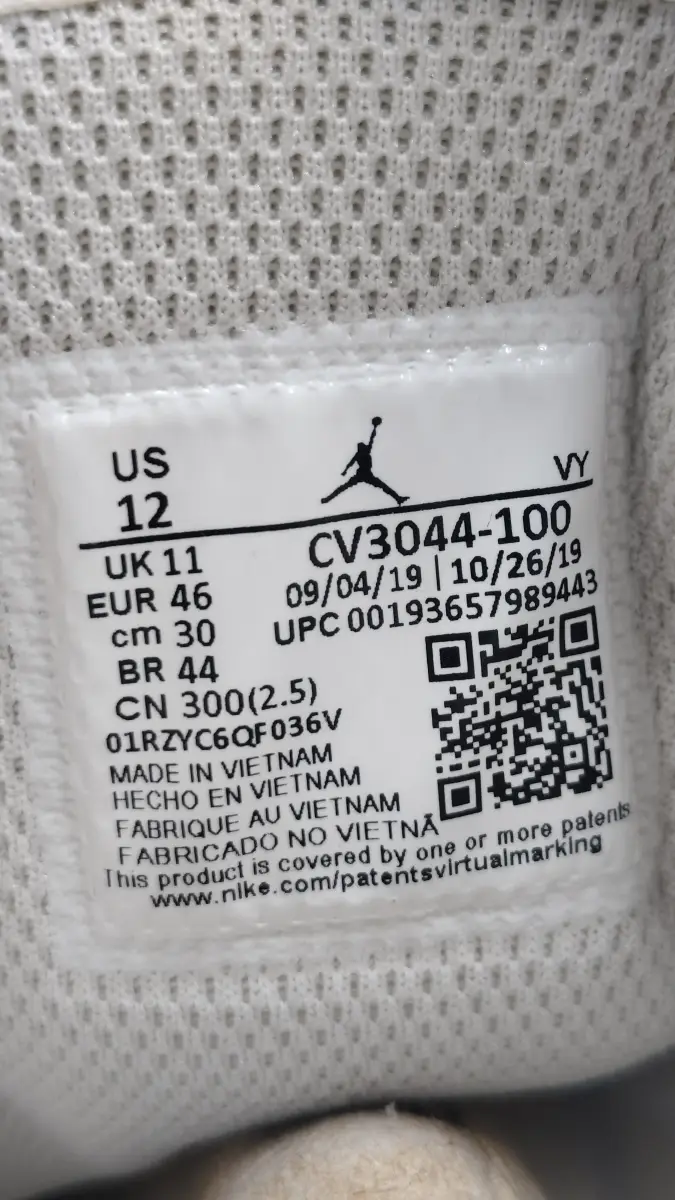 US
12
VY
UK 11
EUR 46
cm 30
BR 44
CN 300(2.5)
CV3044-100
09/04/19 | 10/26/19
UPC 00193657989443
01RZYC6QF036V
MADE IN VIETNAM
HECHO EN VIETNAM
FABRIQUE AU VIETNAM
FABRICADO NO VIETNÃ
This product is covered by one or more patents
www.nike.com/patentsvirtualmarking